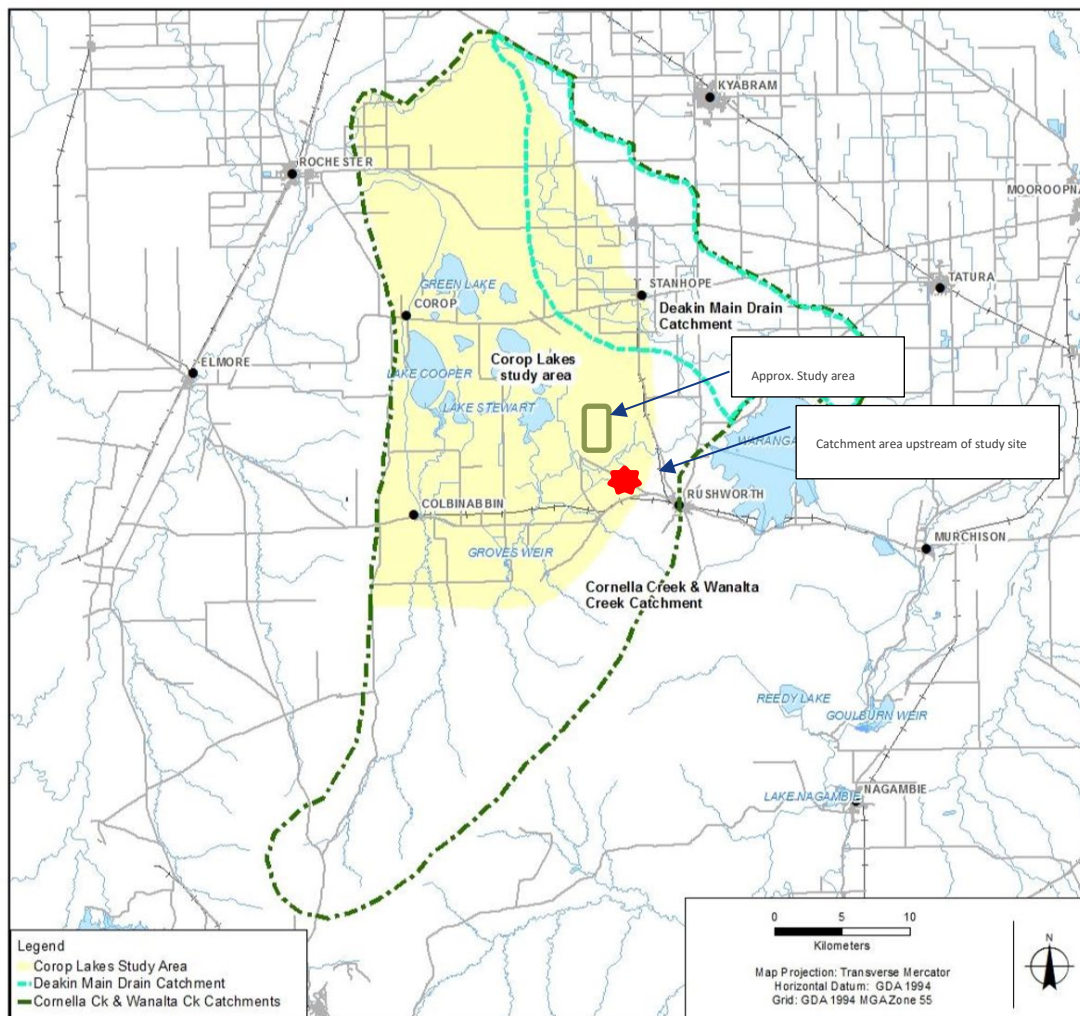 KYABRAM
ROCHESTER
MOOROOPNA
TATURA
STANHOPE
GREEN LAKE
COROP
Deakin Main Drain
Catchment
Corop Lakes
study area
ELMORE
LAKE COOPER
LAKE STEWART
Approx. Study area
WARANGA
Catchment area upstream of study site
RUSHWORTH
COLBINABBIN
GROVES WEIR
MURCHISON
Cornella Creek & Wanalta
Creek Catchment
REEDY LAKE
GOULBURN WEIR
LAKE NAGAMBIE
NAGAMBIE
Legend
Corop Lakes Study Area
Deakin Main Drain Catchment
Cornella Ck & Wanalta Ck Catchments
0 5 10
Kilometers
Map Projection: Transverse Mercator
Horizontal Datum: GDA 1994
Grid: GDA 1994 MGA Zone 55
N